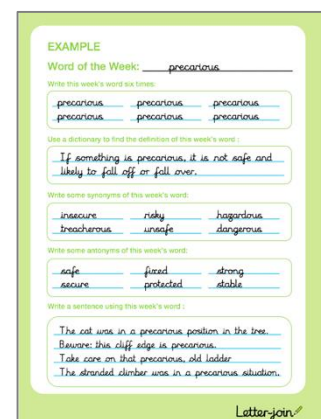 EXAMPLE
Word of the Week: precarious
Write this week's word six times:
precarious precarious precarious
precarious precarious precarious
Use a dictionary to find the definition of this week's word :
If something is precarious, it is not safe and
likely to fall off or fall over.
Write some synonyms of this week's word:
insecure risky hazardous
treacherous unsafe dangerous
Write some antonyms of this week's word:
safe fixed strong
secure protected stable
Write a sentence using this week's word :
The cat was in a precarious position in the tree.
Beware: this cliff edge is precarious.
Take care on that precarious, old ladder
The stranded climber was in a precarious situation.
Letter-join